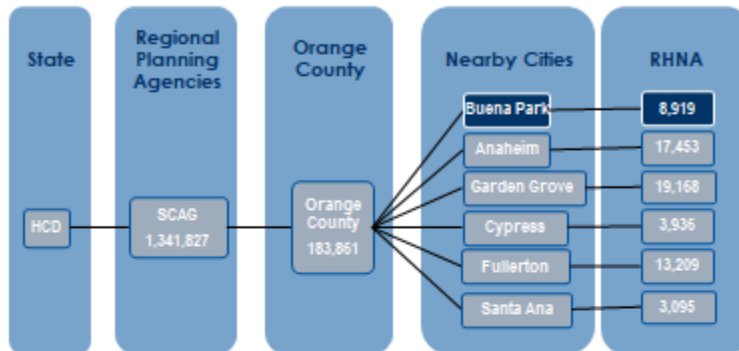 State
Regional
Planning
Agencies
Orange
County
Nearby Cities
RHNA
HCD
SCAG
1,341,827
Orange
County
183,861
Buena Park
8,919
Anaheim
17,453
Garden Grove
19,168
Cypress
3,936
Fullerton
13,209
Santa Ana
3,095